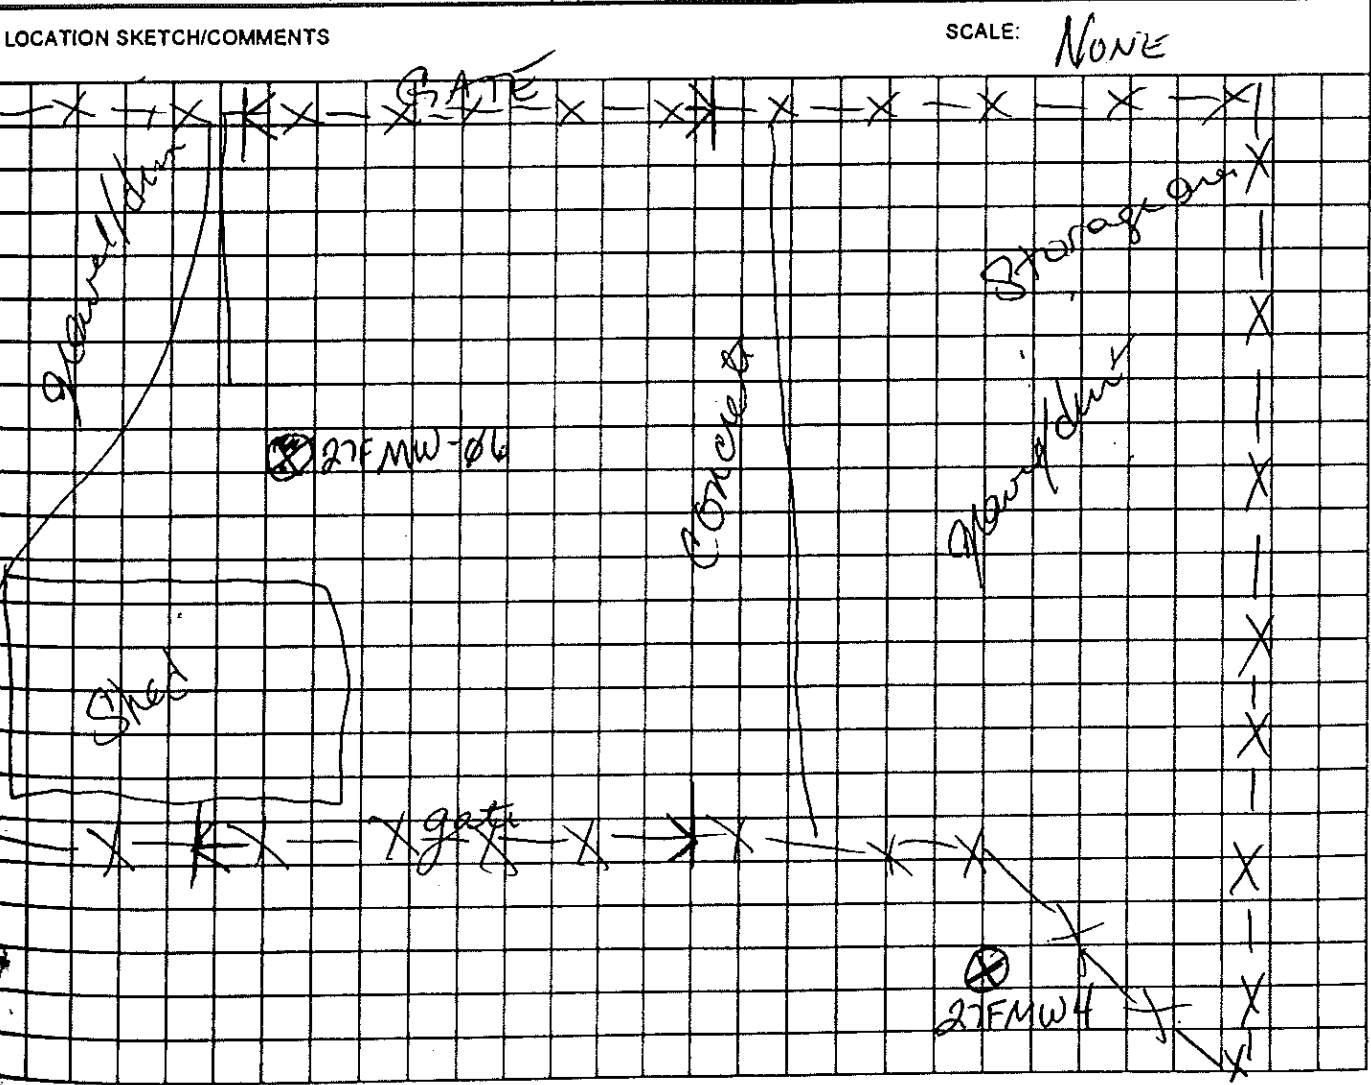 LOCATION SKETCH/COMMENTS
SCALE: NONE
GATE
gravel/dirt
Storage area
27FMW-06
Concrete
gravel/dirt
Shed
gate
27FMW4